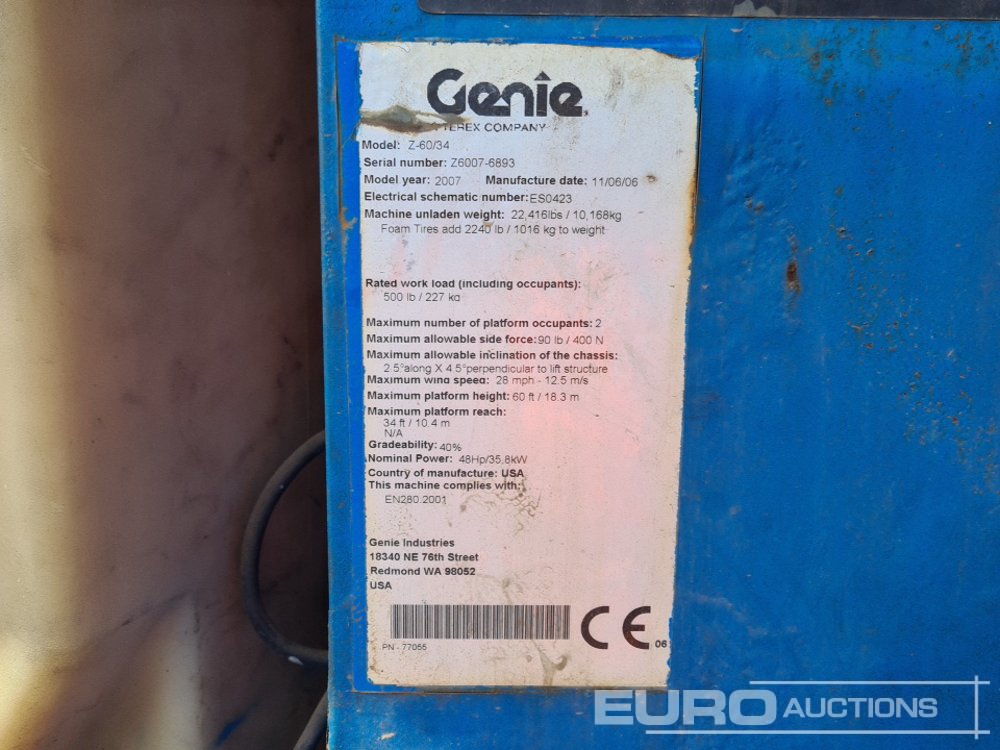 Genie
TEREX COMPANY
Model: Z-60/34
Serial number: Z6007-6893
Model year: 2007 Manufacture date: 11/06/06
Electrical schematic number: ES0423
Machine unladen weight: 22,416lbs / 10,168kg
Foam Tires add 2240 lb / 1016 kg to weight
Rated work load (including occupants):
500 lb / 227 kg
Maximum number of platform occupants: 2
Maximum allowable side force: 90 lb / 400 N
Maximum allowable inclination of the chassis:
2.5°along X 4.5°perpendicular to lift structure
Maximum wind speed: 28 mph - 12.5 m/s
Maximum platform height: 60 ft / 18.3 m
Maximum platform reach:
34 ft / 10.4 m
N/A
Gradeability: 40%
Nominal Power: 48Hp/35,8kW
Country of manufacture: USA
This machine complies with:
EN280:2001
Genie Industries
18340 NE 76th Street
Redmond WA 98052
USA
CE
06
PN - 77055
EURO AUCTIONS